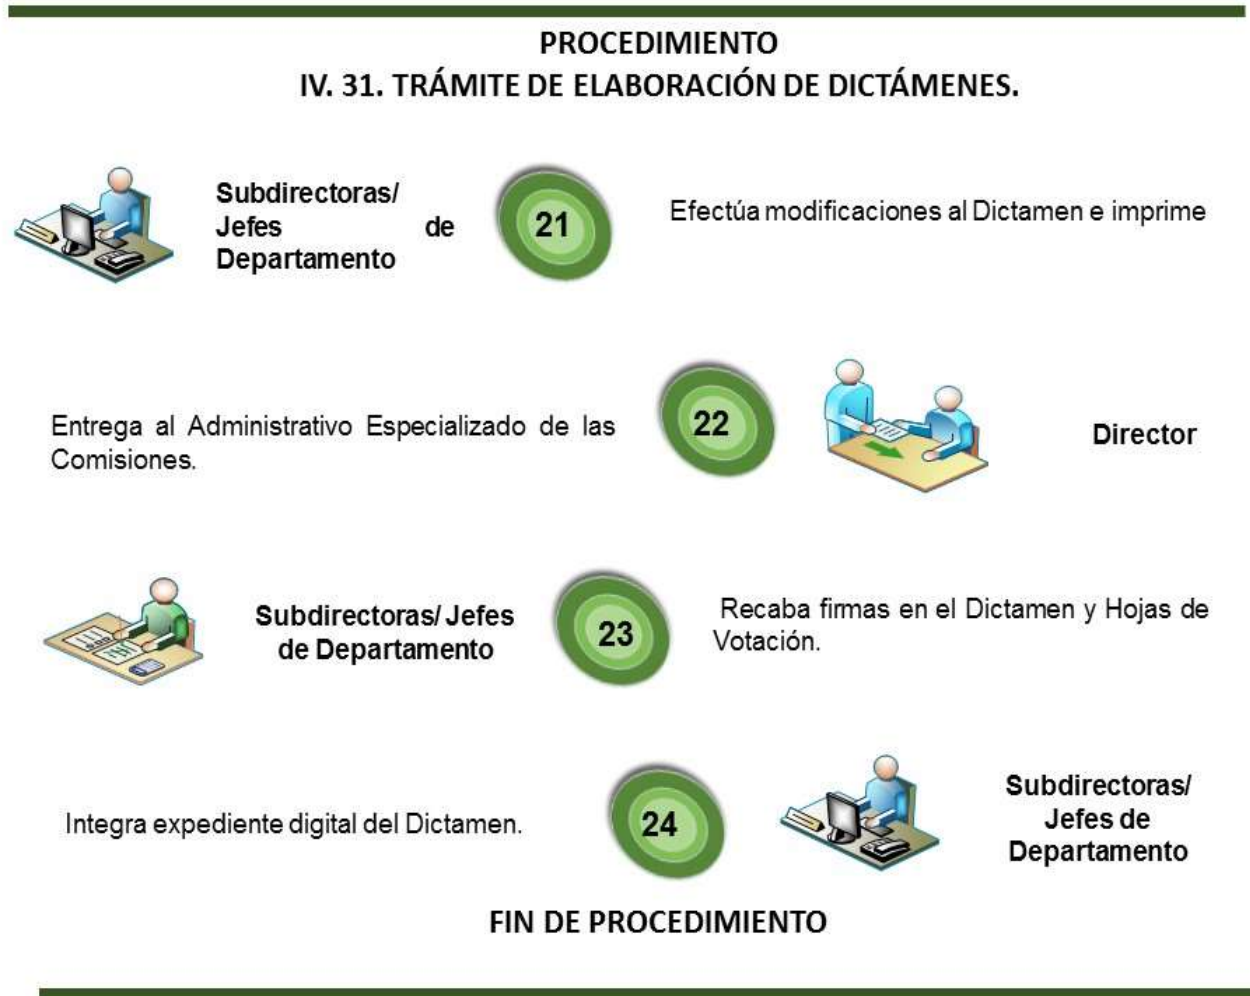 PROCEDIMIENTO
IV. 31. TRÁMITE DE ELABORACIÓN DE DICTÁMENES.
Subdirectoras/
Jefes de
Departamento
21
Efectúa modificaciones al Dictamen e imprime
Entrega al Administrativo Especializado de las
Comisiones.
22
Director
Subdirectoras/ Jefes
de Departamento
23
Recaba firmas en el Dictamen y Hojas de
Votación.
Integra expediente digital del Dictamen.
24
Subdirectoras/
Jefes de
Departamento
FIN DE PROCEDIMIENTO